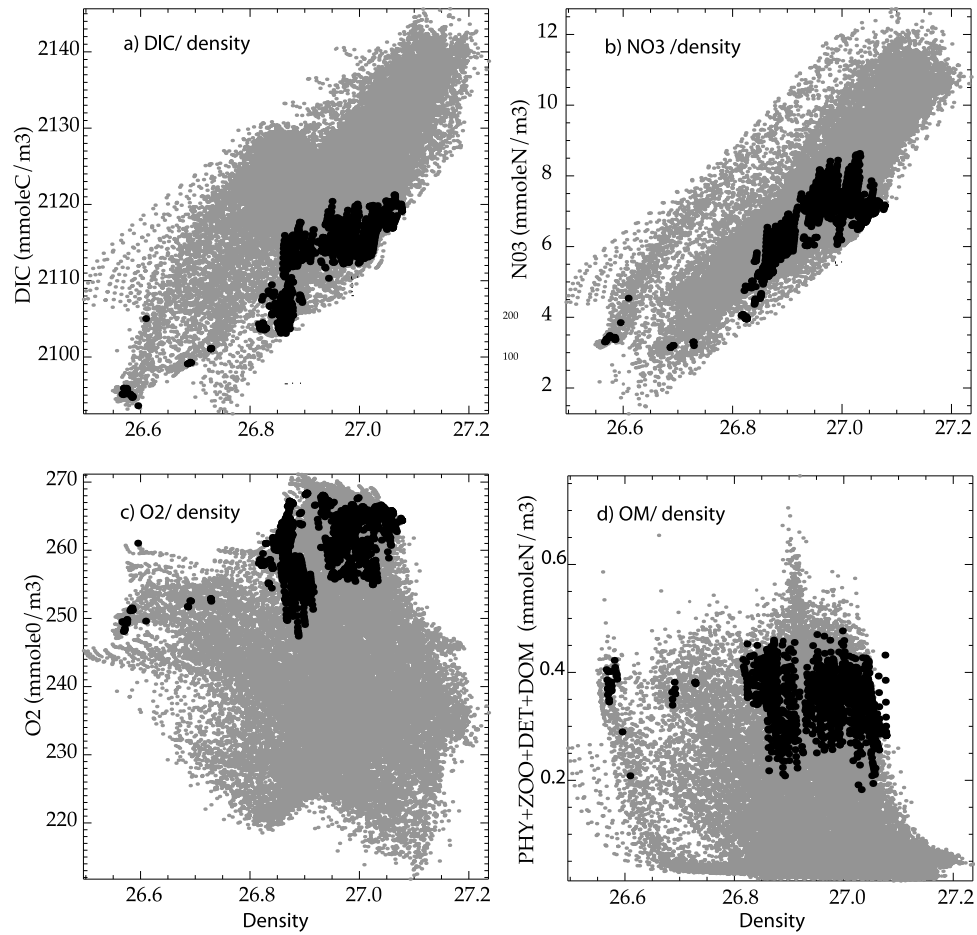 a) DIC/ density
2140
2130
2120
2110
2100
DIC (mmoleC/m3)
26.6 26.8 27.0 27.2
b) NO3 /density
12
10
8
6
4
2
N03 (mmoleN/m3)
200
100
26.6 26.8 27.0 27.2
c) O2/ density
270
260
250
240
230
220
O2 (mmole0/m3)
26.6 26.8 27.0 27.2
Density
d) OM/ density
0.6
0.4
0.2
PHY+ZOO+DET+DOM (mmoleN/m3)
26.6 26.8 27.0 27.2
Density